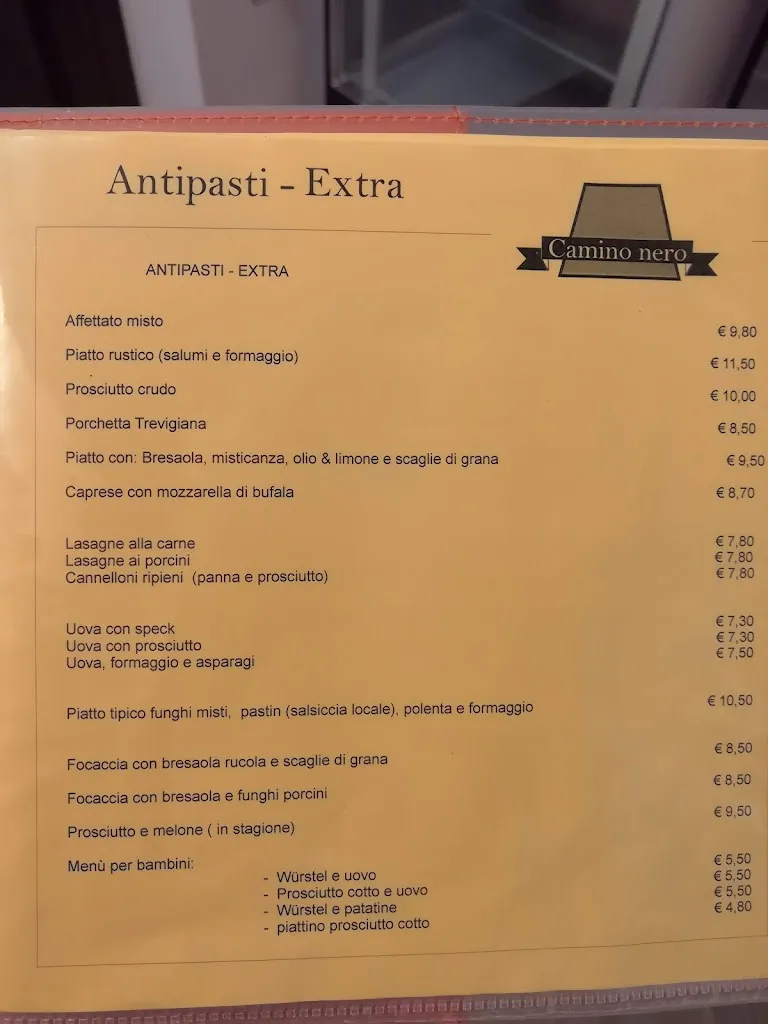 Antipasti - Extra
Camino nero
ANTIPASTI - EXTRA
Affettato misto € 9,80
Piatto rustico (salumi e formaggio) € 11,50
Prosciutto crudo € 10,00
Porchetta Trevigiana € 8,50
Piatto con: Bresaola, misticanza, olio & limone e scaglie di grana € 9,50
Caprese con mozzarella di bufala € 8,70
Lasagne alla carne € 7,80
Lasagne ai porcini € 7,80
Cannelloni ripieni (panna e prosciutto) € 7,80
Uova con speck € 7,30
Uova con prosciutto € 7,30
Uova, formaggio e asparagi € 7,50
Piatto tipico funghi misti, pastin (salsiccia locale), polenta e formaggio € 10,50
Focaccia con bresaola rucola e scaglie di grana € 8,50
Focaccia con bresaola e funghi porcini € 8,50
Prosciutto e melone ( in stagione) € 9,50
Menù per bambini:
- Würstel e uovo € 5,50
- Prosciutto cotto e uovo € 5,50
- Würstel e patatine € 5,50
- piattino prosciutto cotto € 4,80